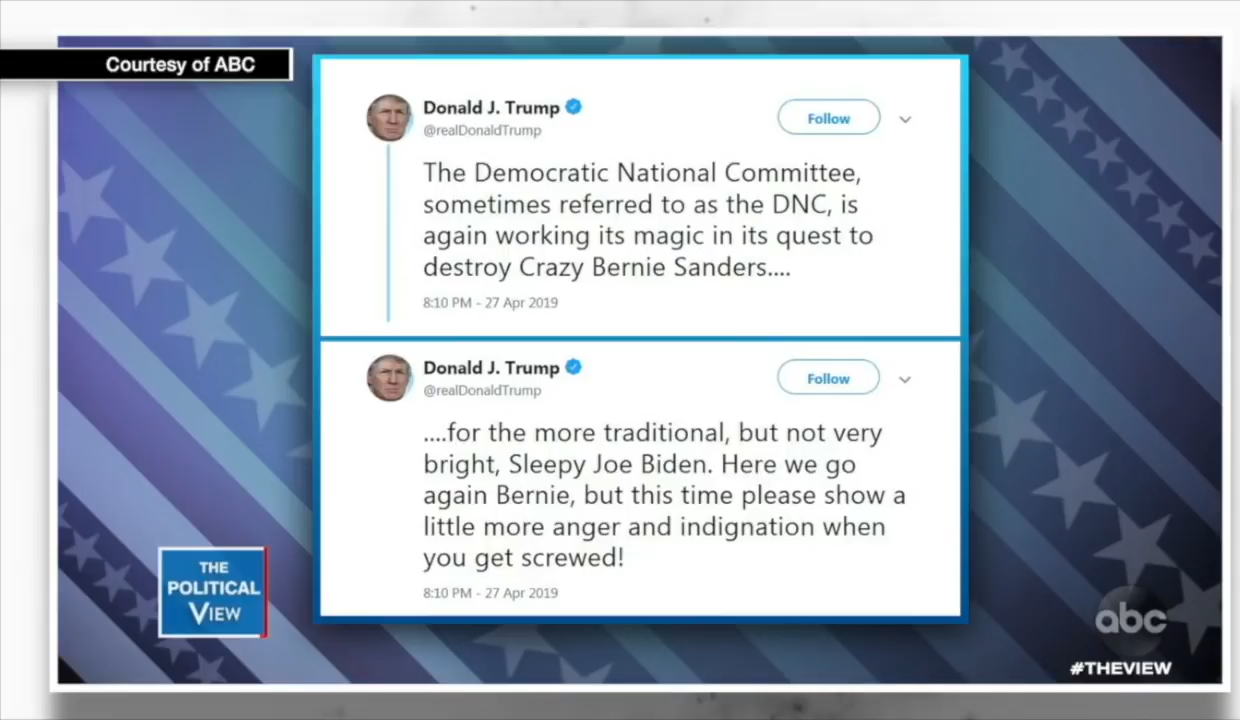 Courtesy of ABC
Donald J. Trump
@realDonaldTrump
Follow
The Democratic National Committee,
sometimes referred to as the DNC, is
again working its magic in its quest to
destroy Crazy Bernie Sanders....
8:10 PM - 27 Apr 2019
Donald J. Trump
@realDonaldTrump
Follow
....for the more traditional, but not very
bright, Sleepy Joe Biden. Here we go
again Bernie, but this time please show a
little more anger and indignation when
you get screwed!
8:10 PM - 27 Apr 2019
THE
POLITICAL
VIEW
abc
#THEVIEW